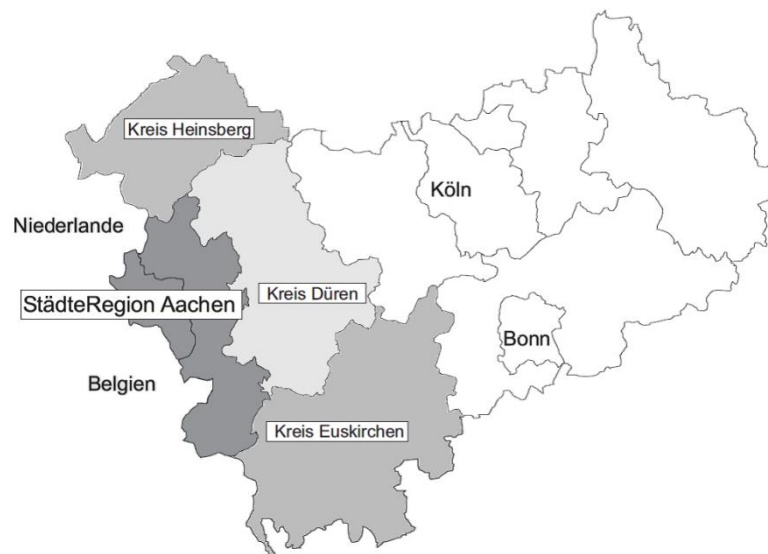 Kreis Heinsberg
Köln
Niederlande
StädteRegion Aachen
Kreis Düren
Bonn
Belgien
Kreis Euskirchen